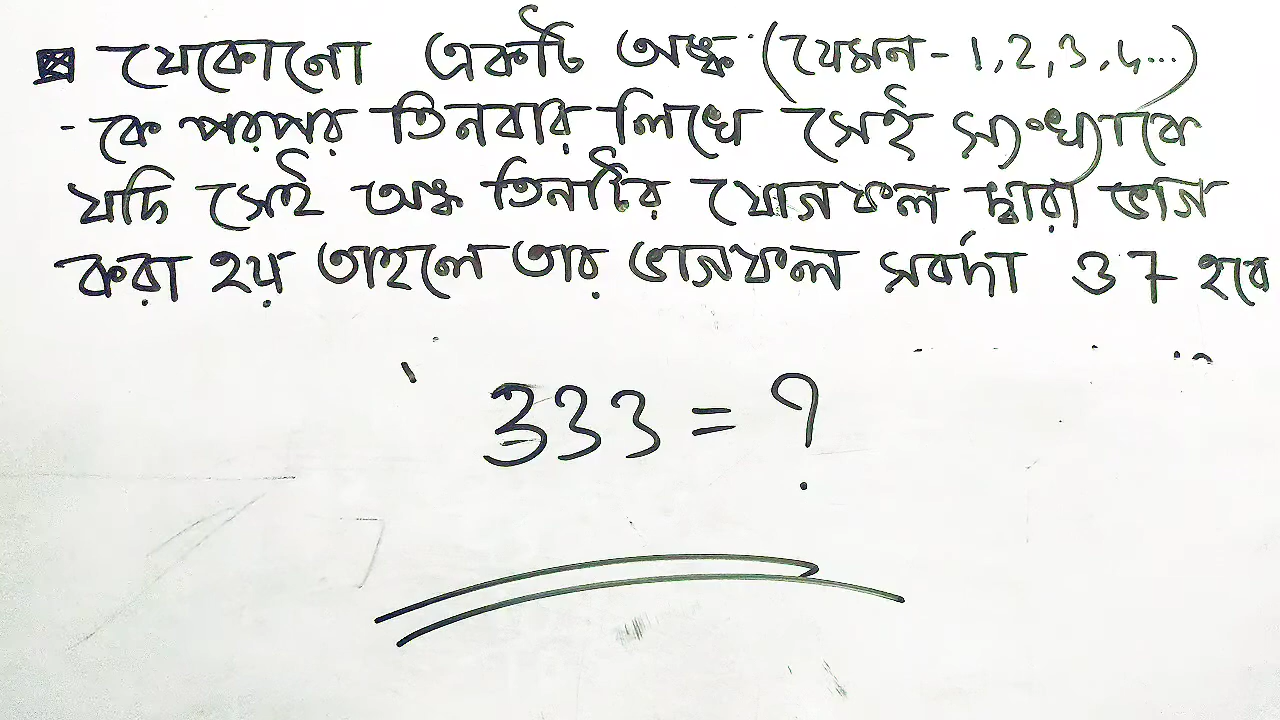 যেকোনো একটি অঙ্ক (যেমন - 1,2,3,4...)
- কে পরপর তিনবার লিখে সেই সংখ্যাকে
যদি সেই অঙ্ক তিনটির যোগফল দ্বারা ভাগ
করা হয় তাহলে তার ভাগফল সর্বদা 37 হবে
333 = ?